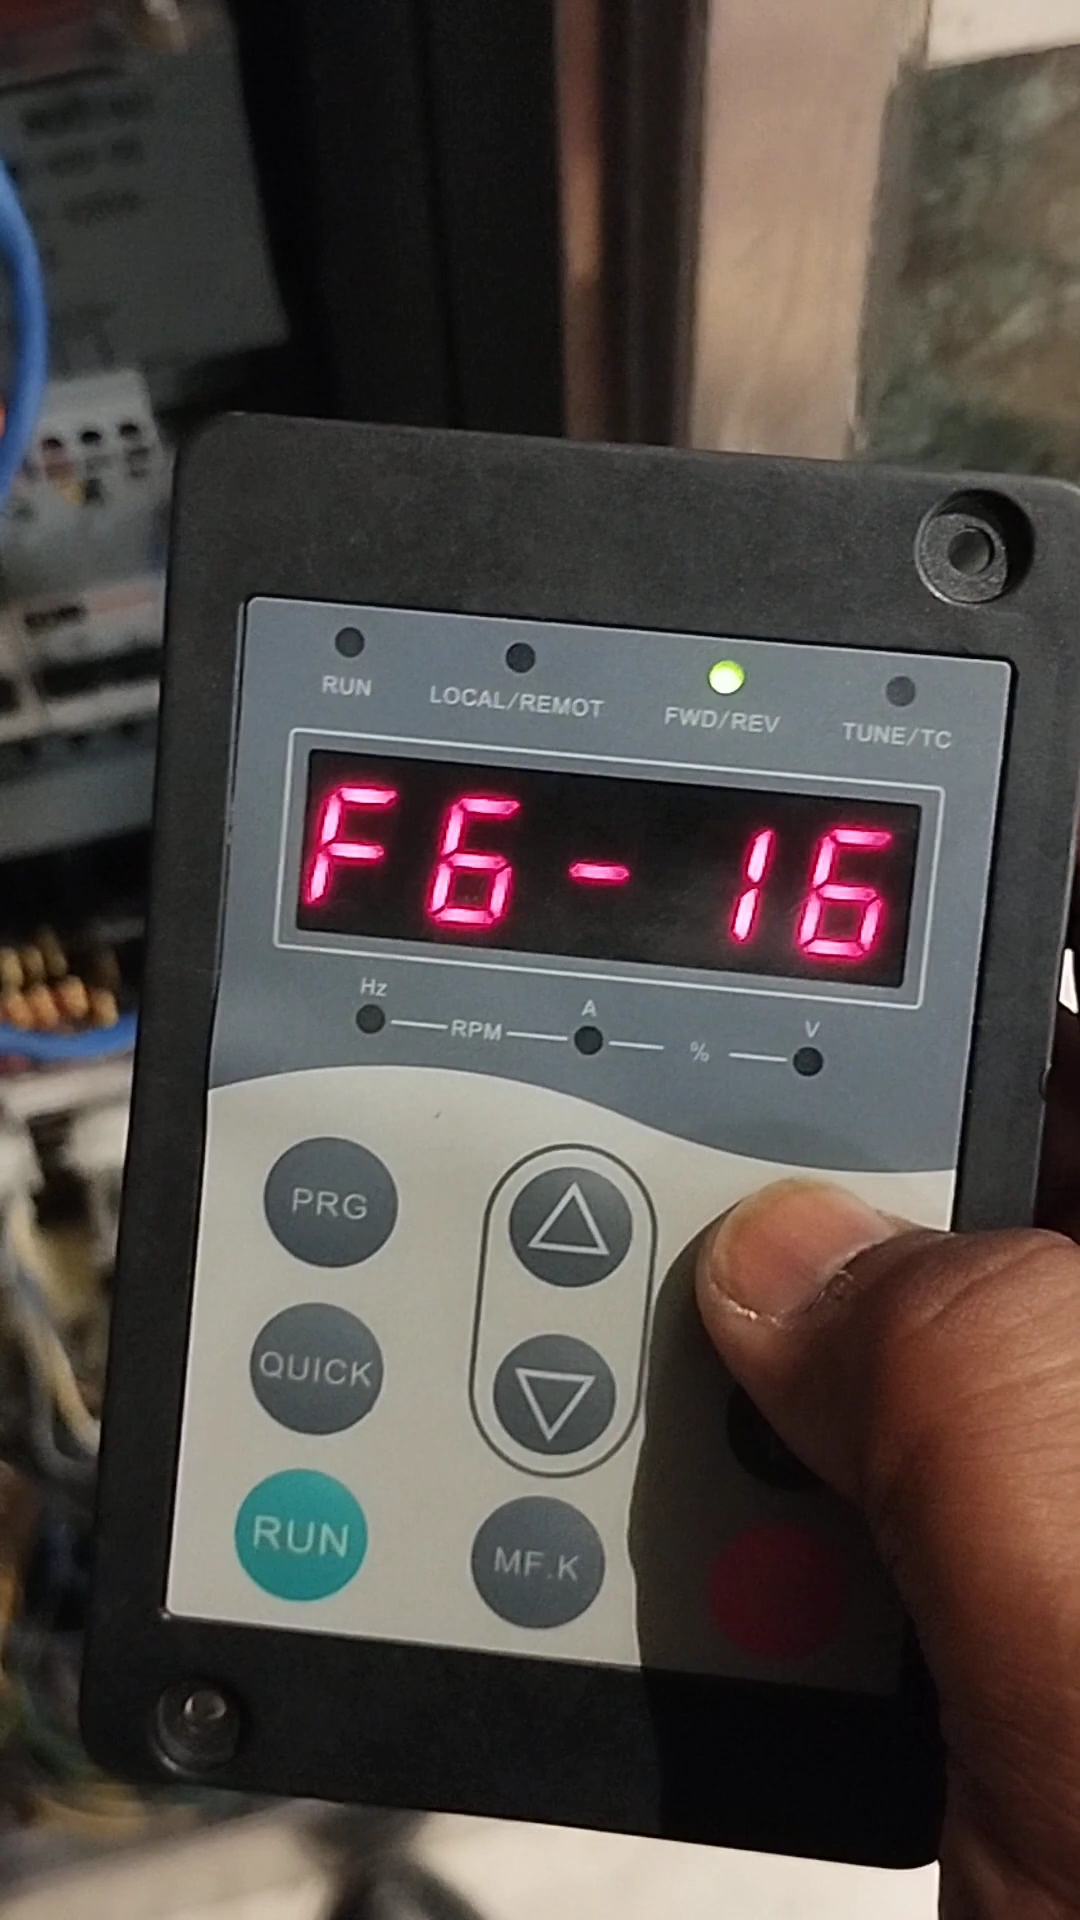 RUN LOCAL/REMOT FWD/REV TUNE/TC
F6-16
Hz RPM A % V
PRG
QUICK
RUN MF.K